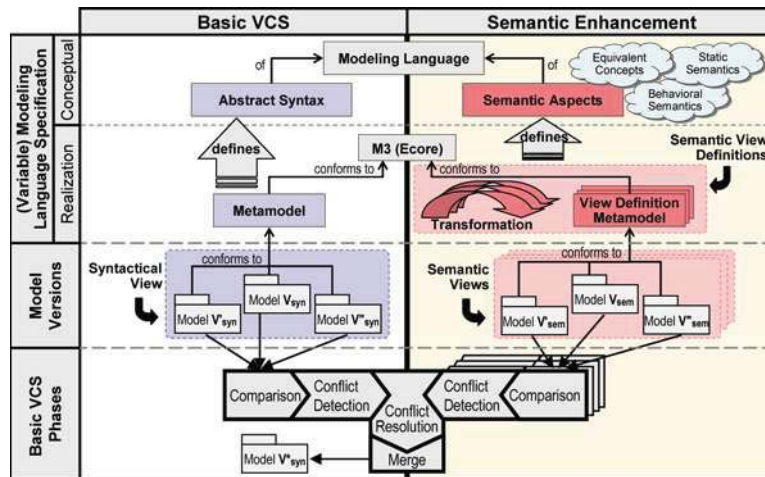 Basic VCS
Semantic Enhancement
(Variable) Modeling
Language Specification
Conceptual
Realization
Model
Versions
Basic VCS
Phases
of
Modeling Language
of
Abstract Syntax
Semantic Aspects
Equivalent
Concepts
Static
Semantics
Behavioral
Semantics
defines
defines
M3 (Ecore)
conforms to
conforms to
Semantic View
Definitions
Metamodel
Transformation
View Definition
Metamodel
Syntactical
View
conforms to
Model V'syn
Model Vsyn
Model V''syn
Semantic
Views
conforms to
Model V'sem
Model Vsem
Model V''sem
Comparison
Conflict
Detection
Conflict
Resolution
Conflict
Detection
Comparison
Merge
Model V*syn